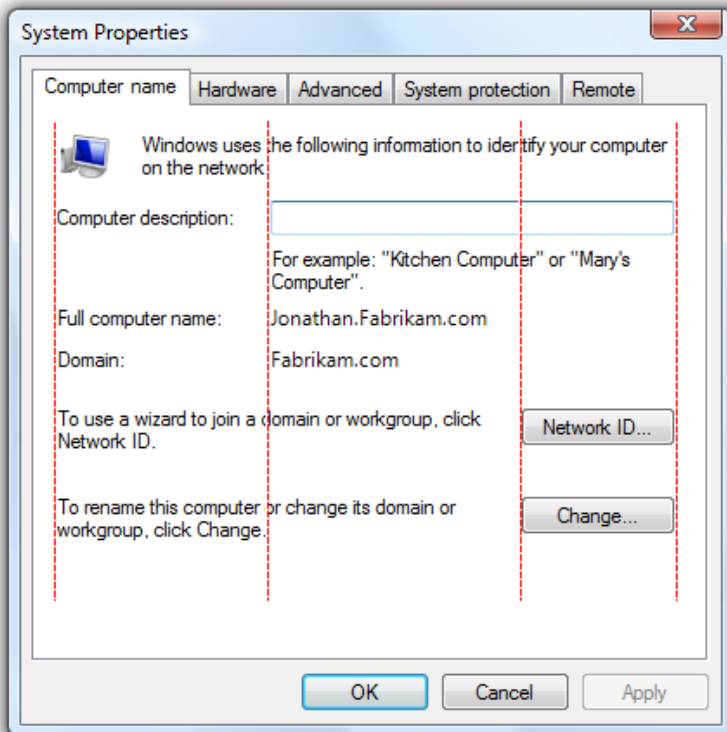 System Properties
Computer name
Hardware
Advanced
System protection
Remote
Windows uses the following information to identify your computer
on the network
Computer description:
For example: "Kitchen Computer" or "Mary's
Computer".
Full computer name: Jonathan.Fabrikam.com
Domain: Fabrikam.com
To use a wizard to join a domain or workgroup, click
Network ID.
Network ID...
To rename this computer or change its domain or
workgroup, click Change.
Change...
OK
Cancel
Apply